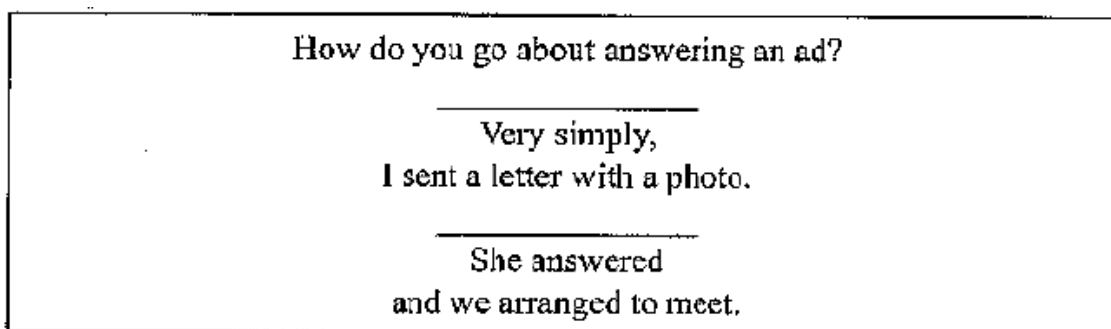 How do you go about answering an ad?
Very simply,
I sent a letter with a photo.
She answered
and we arranged to meet.